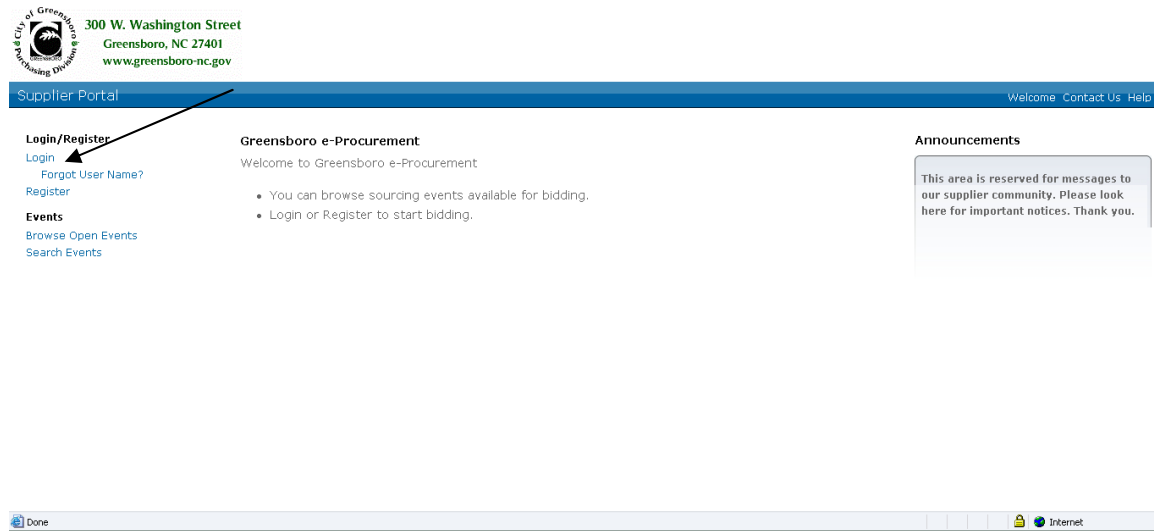 City of Greensboro
Purchasing Division
GREENSBORO
300 W. Washington Street
Greensboro, NC 27401
www.greensboro-nc.gov
Supplier Portal
Welcome Contact Us Help
Login/Register
Login
Forgot User Name?
Register
Events
Browse Open Events
Search Events
Greensboro e-Procurement
Welcome to Greensboro e-Procurement
• You can browse sourcing events available for bidding.
• Login or Register to start bidding.
Announcements
This area is reserved for messages to
our supplier community. Please look
here for important notices. Thank you.
Done
Internet